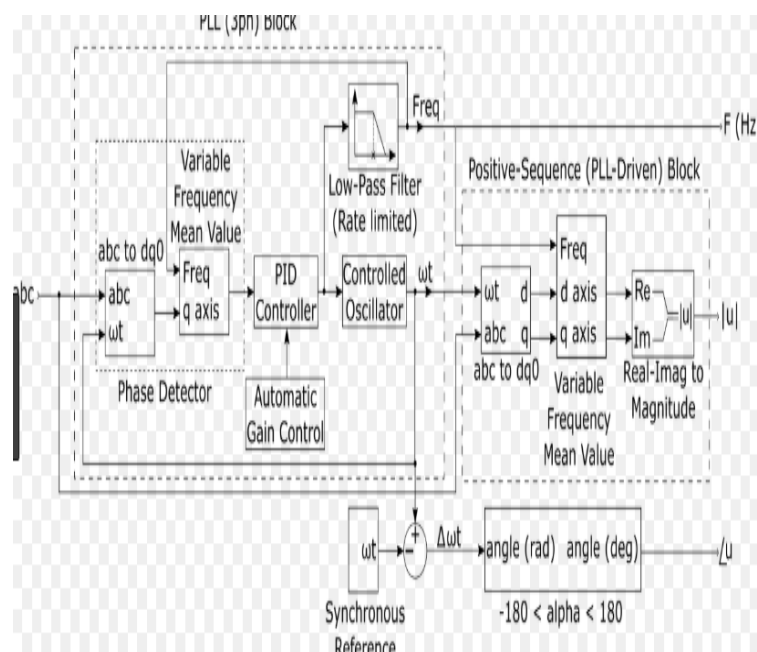 PLL (3ph) Block
Freq
F (Hz
Variable
Frequency
Mean Value
Low-Pass Filter
(Rate limited)
Positive-Sequence (PLL-Driven) Block
abc to dq0
abc
abc
ωt
Freq
q axis
PID
Controller
Controlled
Oscillator
ωt
ωt d
abc q
abc to dq0
Freq
d axis
q axis
Re
Im
|u|
|u|
Real-Imag to
Magnitude
Variable
Frequency
Mean Value
Phase Detector
Automatic
Gain Control
ωt
+
-
Δωt
angle (rad) angle (deg)
∠u
Synchronous
Reference
-180 < alpha < 180